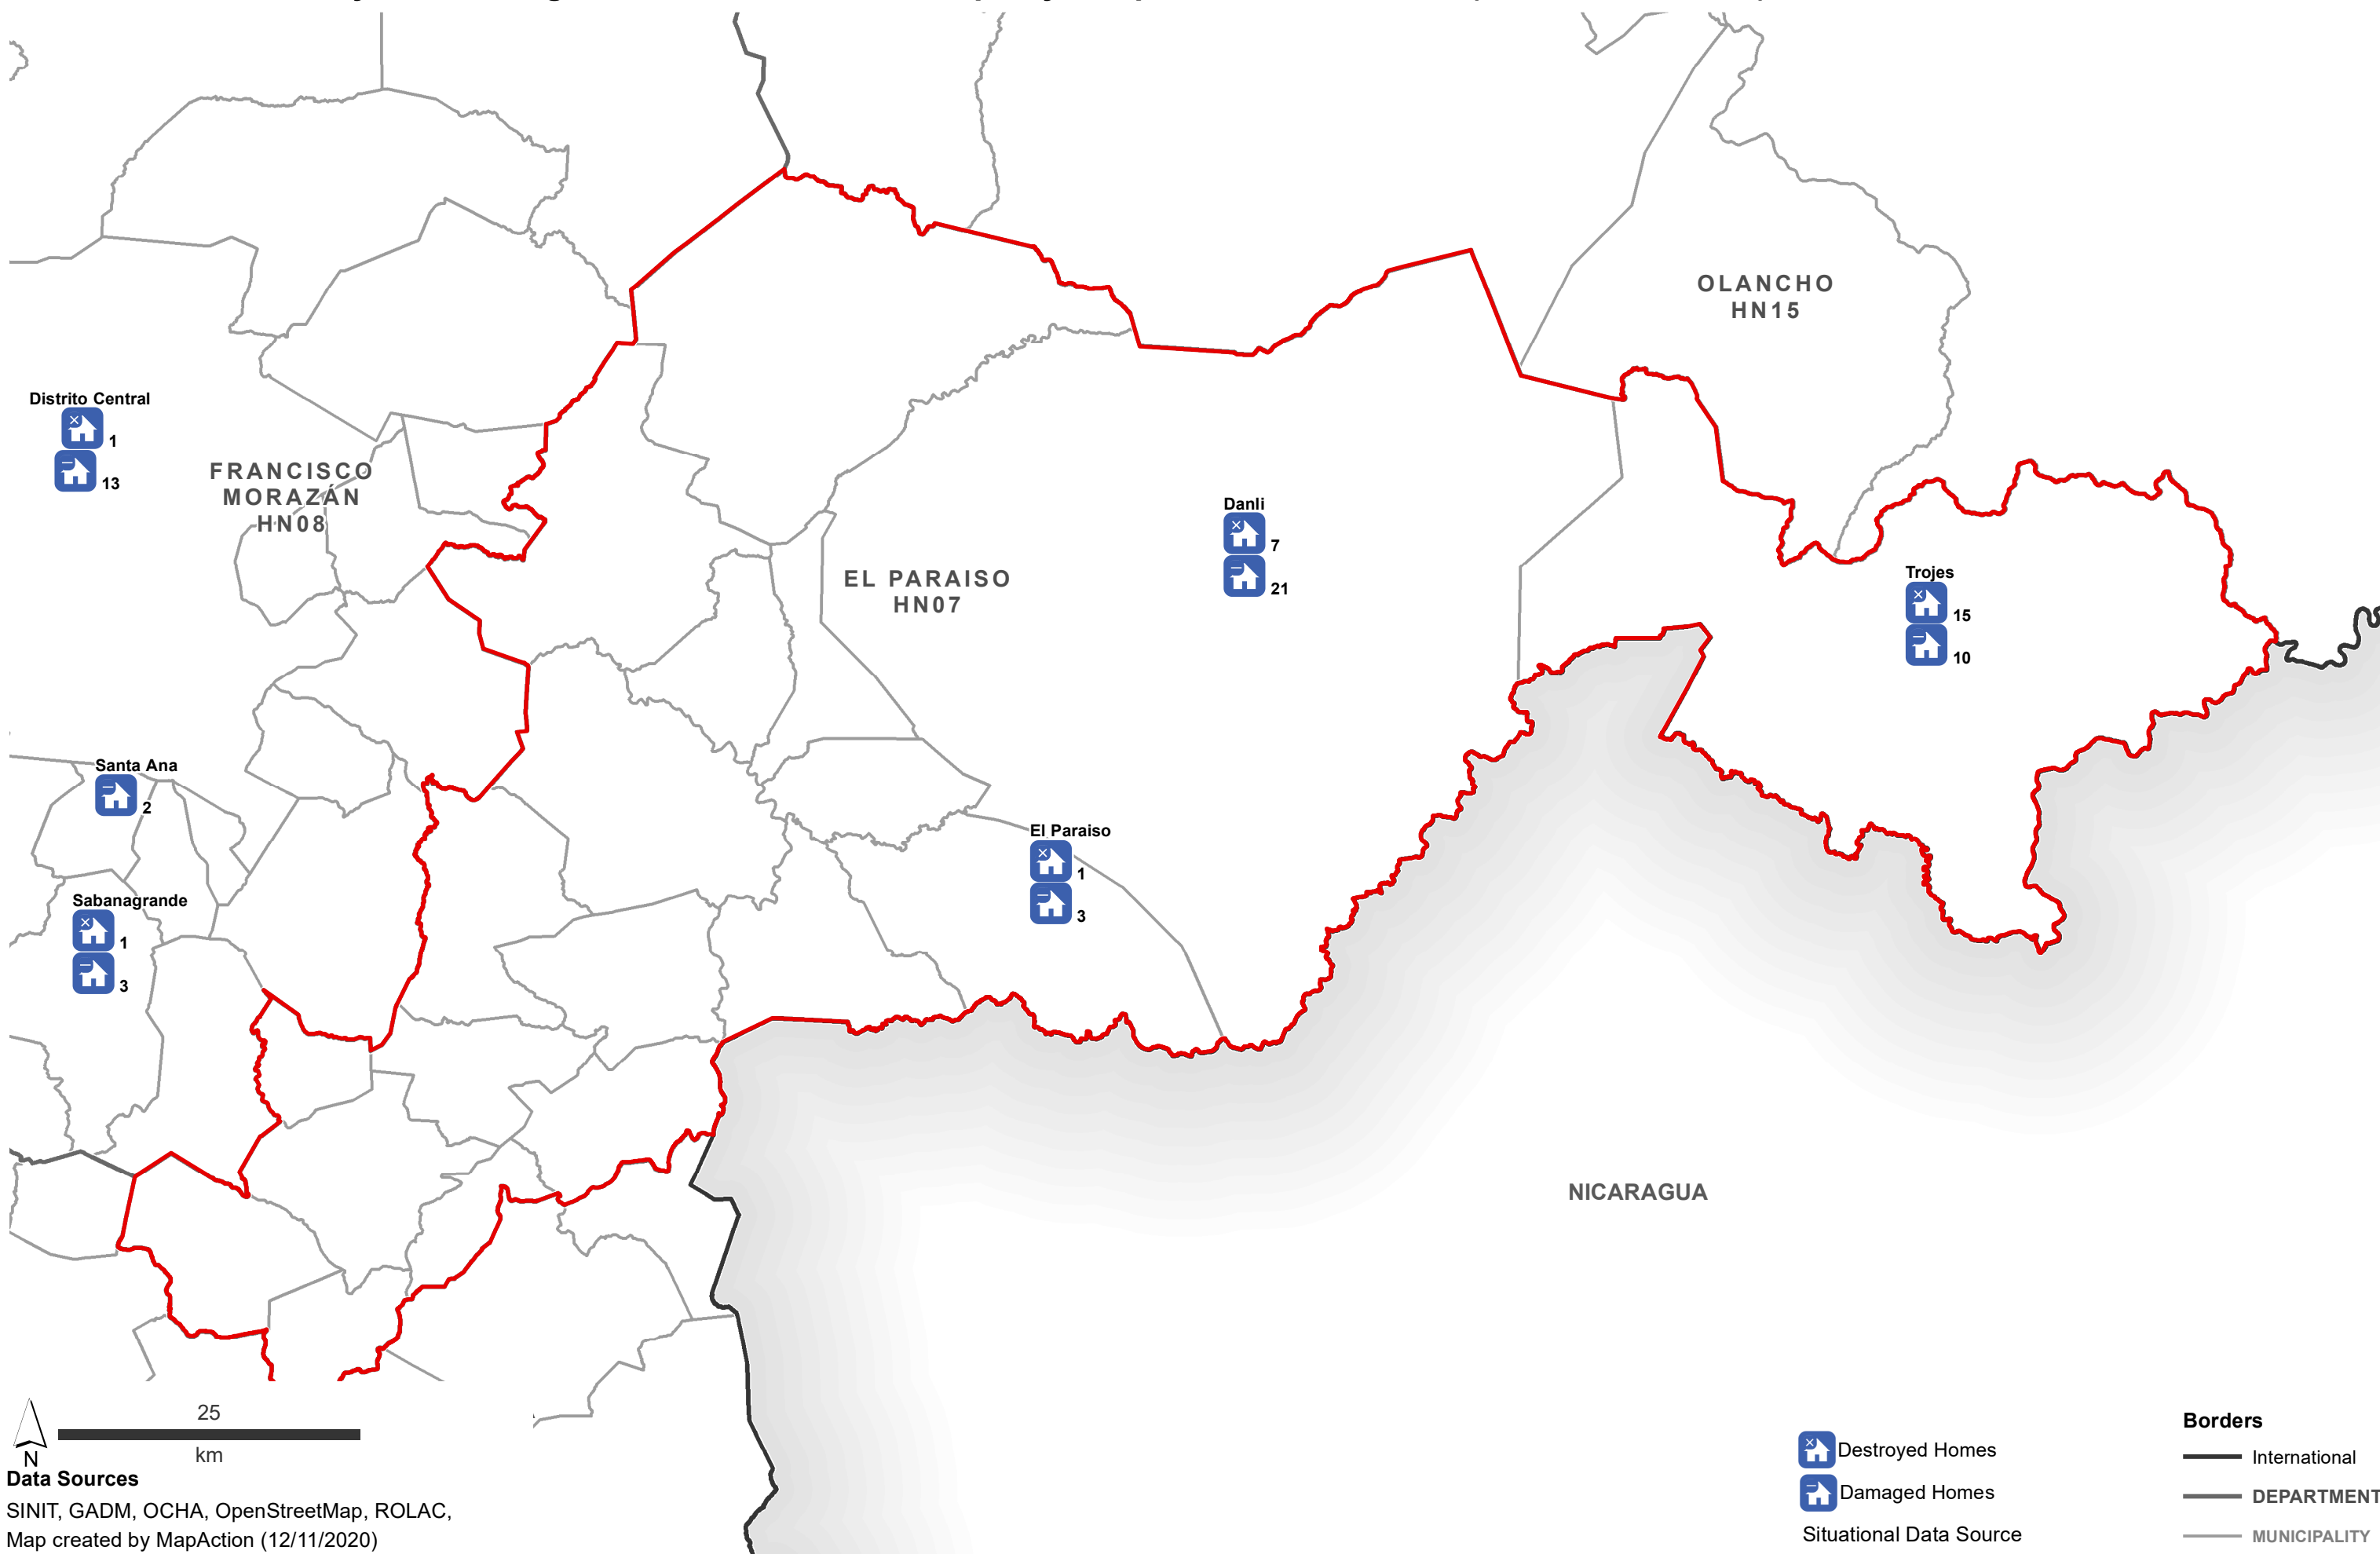 OLANCHO
HN15
Distrito Central
1
13
FRANCISCO
MORAZÁN
HN08
Danli
7
21
EL PARAISO
HN07
Trojes
15
10
Santa Ana
2
El Paraiso
1
3
Sabanagrande
1
3
NICARAGUA
25
km
N
Data Sources
SINIT, GADM, OCHA, OpenStreetMap, ROLAC,
Map created by MapAction (12/11/2020)
Destroyed Homes
Damaged Homes
Situational Data Source
Borders
International
DEPARTMENT
MUNICIPALITY